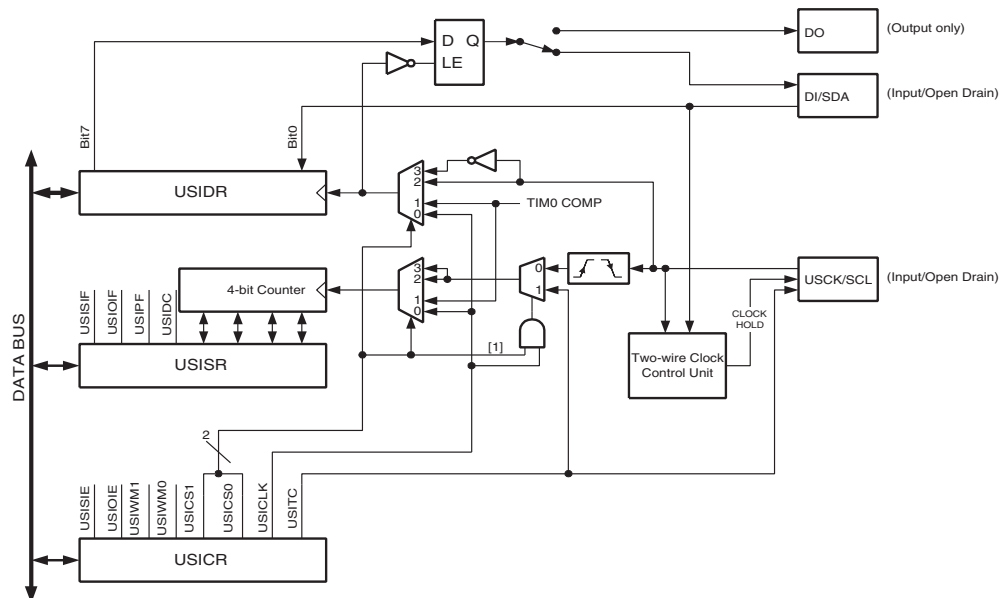 D Q
LE
DO
(Output only)
DI/SDA
(Input/Open Drain)
Bit7
Bit0
USIDR
3
2
1
0
TIM0 COMP
DATA BUS
4-bit Counter
3
2
1
0
0
1
USCK/SCL
(Input/Open Drain)
CLOCK
HOLD
USISIF
USIOIF
USIPF
USIDC
[1]
USISR
Two-wire Clock
Control Unit
2
USISIE
USIOIE
USIWM1
USIWM0
USICS1
USICS0
USICLK
USITC
USICR